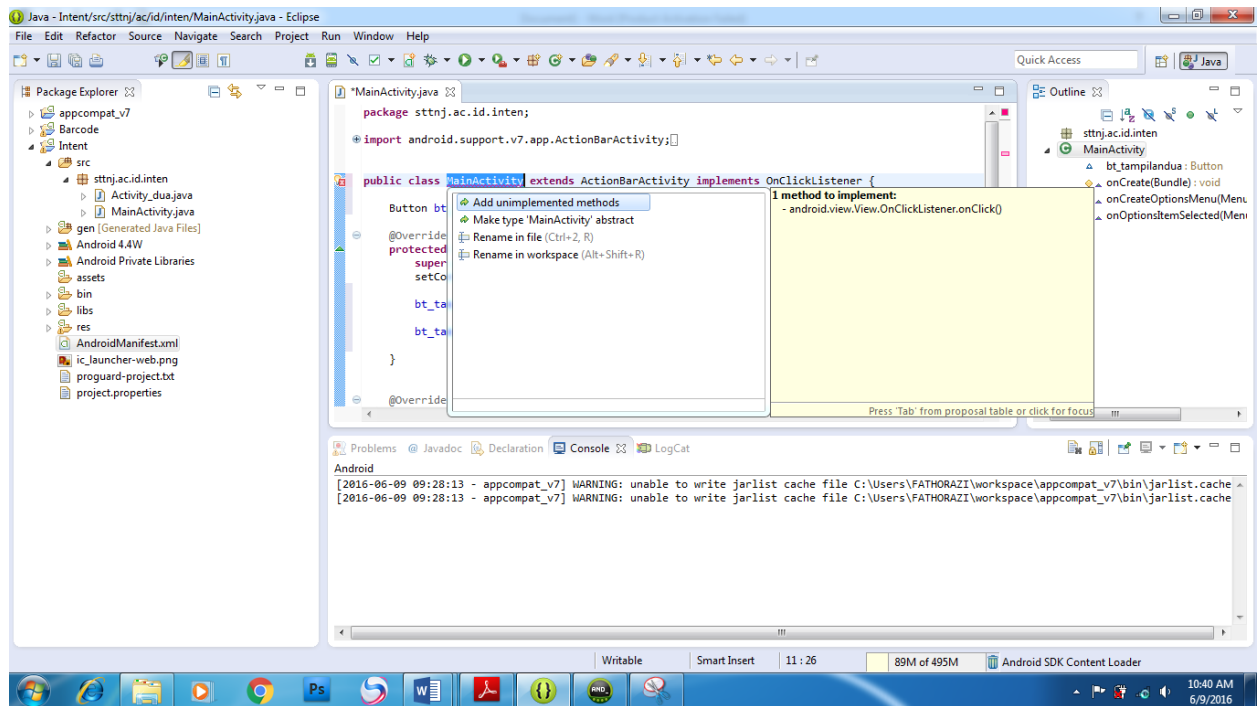 Java - Intent/src/sttnj/ac/id/inten/MainActivity.java - Eclipse
File Edit Refactor Source Navigate Search Project Run Window Help
Quick Access
Java
Package Explorer
appcompat_v7
Barcode
Intent
src
sttnj.ac.id.inten
Activity_dua.java
MainActivity.java
gen [Generated Java Files]
Android 4.4W
Android Private Libraries
assets
bin
libs
res
AndroidManifest.xml
ic_launcher-web.png
proguard-project.txt
project.properties
*MainActivity.java
package sttnj.ac.id.inten;
import android.support.v7.app.ActionBarActivity;
public class MainActivity extends ActionBarActivity implements OnClickListener {
Button bt
@Override
protected
super
setCo
bt_ta
bt_ta
}
@Override
Add unimplemented methods
Make type 'MainActivity' abstract
Rename in file (Ctrl+2, R)
Rename in workspace (Alt+Shift+R)
1 method to implement:
- android.view.View.OnClickListener.onClick()
Press 'Tab' from proposal table or click for focus
Outline
sttnj.ac.id.inten
MainActivity
bt_tampilandua : Button
onCreate(Bundle) : void
onCreateOptionsMenu(Menu
onOptionsItemSelected(Menu
Problems @ Javadoc Declaration Console LogCat
Android
[2016-06-09 09:28:13 - appcompat_v7] WARNING: unable to write jarlist cache file C:\Users\FATHORAZI\workspace\appcompat_v7\bin\jarlist.cache
[2016-06-09 09:28:13 - appcompat_v7] WARNING: unable to write jarlist cache file C:\Users\FATHORAZI\workspace\appcompat_v7\bin\jarlist.cache
Writable Smart Insert 11 : 26 89M of 495M Android SDK Content Loader
Ps
10:40 AM
6/9/2016